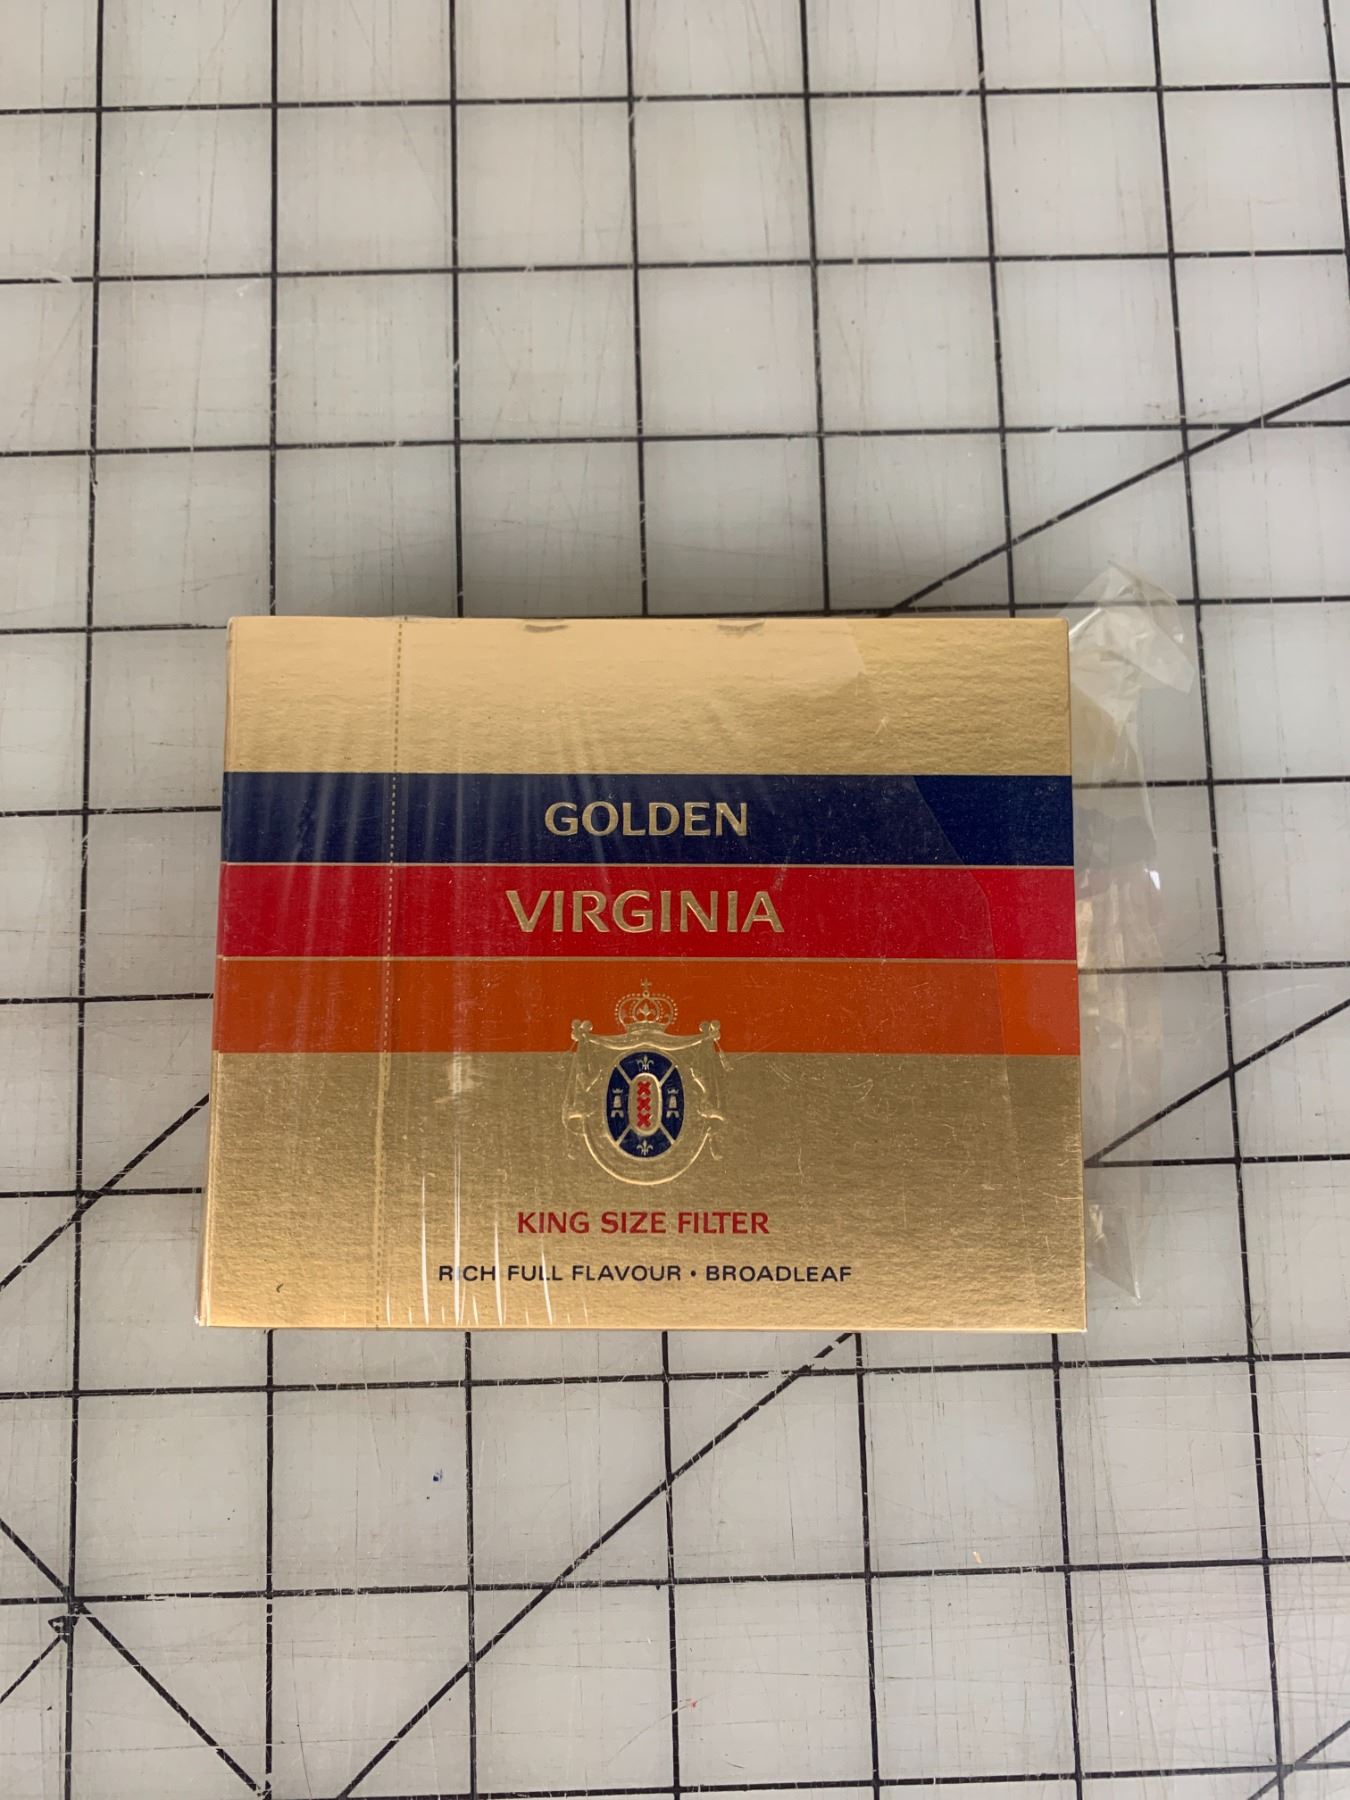 GOLDEN
VIRGINIA
KING SIZE FILTER
RICH FULL FLAVOUR • BROADLEAF